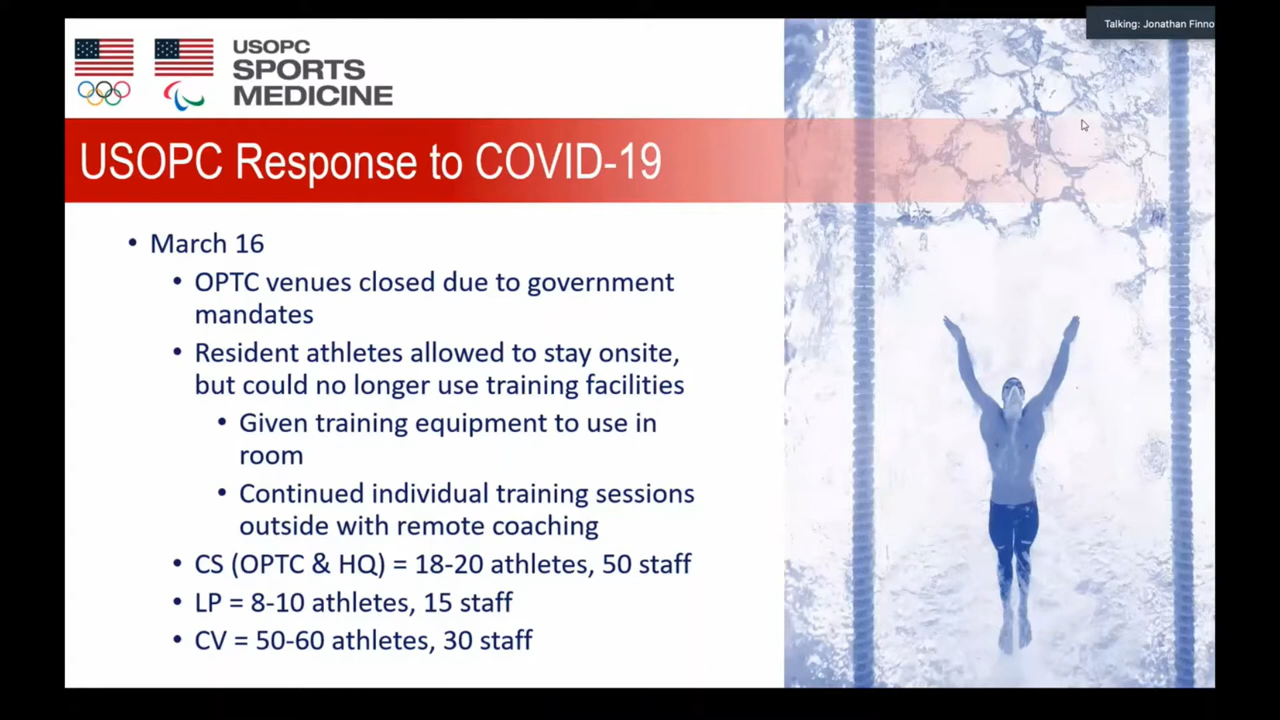 Talking: Jonathan Finno
USOPC
SPORTS
MEDICINE
USOPC Response to COVID-19
• March 16
• OPTC venues closed due to government
mandates
• Resident athletes allowed to stay onsite,
but could no longer use training facilities
• Given training equipment to use in
room
• Continued individual training sessions
outside with remote coaching
• CS (OPTC & HQ) = 18-20 athletes, 50 staff
• LP = 8-10 athletes, 15 staff
• CV = 50-60 athletes, 30 staff